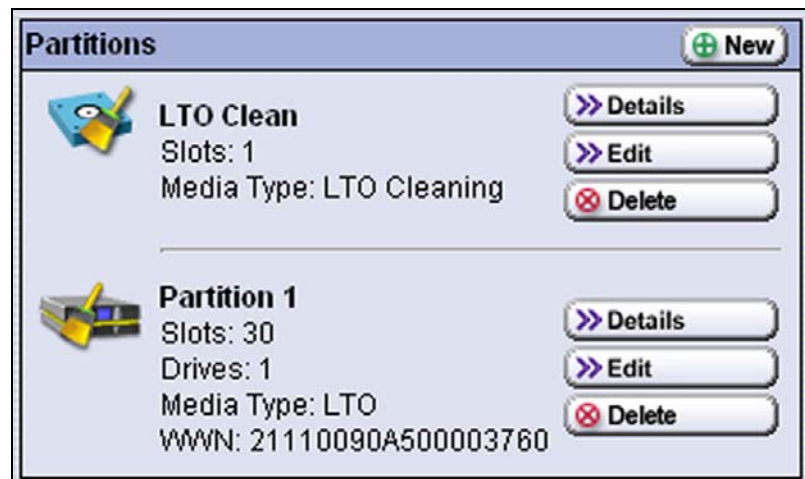 Partitions
New
LTO Clean
Slots: 1
Media Type: LTO Cleaning
Details
Edit
Delete
Partition 1
Slots: 30
Drives: 1
Media Type: LTO
WWN: 21110090A500003760
Details
Edit
Delete